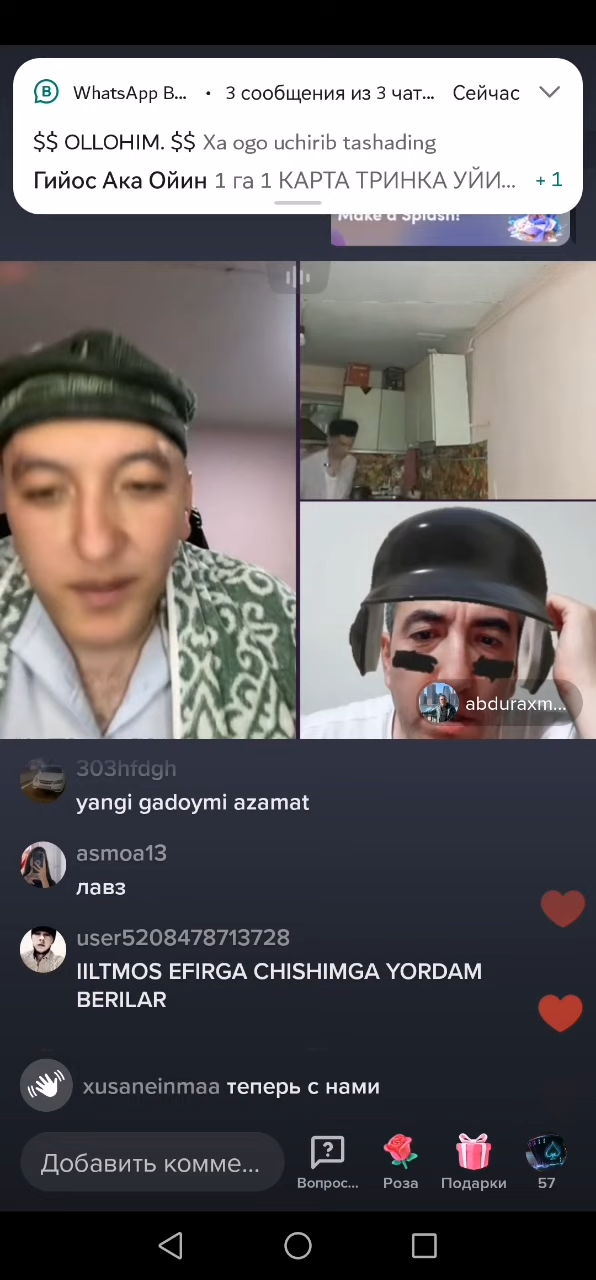 WhatsApp B... • 3 сообщения из 3 чат... Сейчас
$$ OLLOHIM. $$ Xa ogo uchirib tashading
Гийос Ака Ойин 1 га 1 КАРТА ТРИНКА УЙИ... +1
Make a Splash!
abduraxm...
303hfdgh
yangi gadoymi azamat
asmoa13
лавз
user5208478713728
IILTMOS EFIRGA CHISHIMGA YORDAM
BERILAR
xusaneinmaa теперь с нами
Добавить комме...
Вопрос... Роза Подарки 57